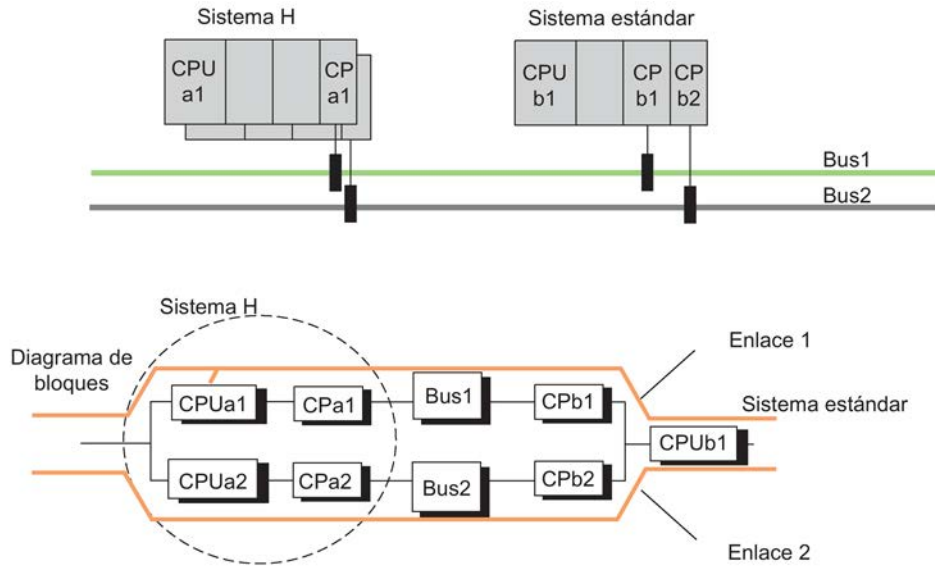 Sistema H
Sistema estándar
CPU
a1
CP
a1
CPU
b1
CP
b1
CP
b2
Bus1
Bus2
Sistema H
Diagrama de
bloques
Enlace 1
CPUa1
CPa1
Bus1
CPb1
Sistema estándar
CPUb1
CPUa2
CPa2
Bus2
CPb2
Enlace 2